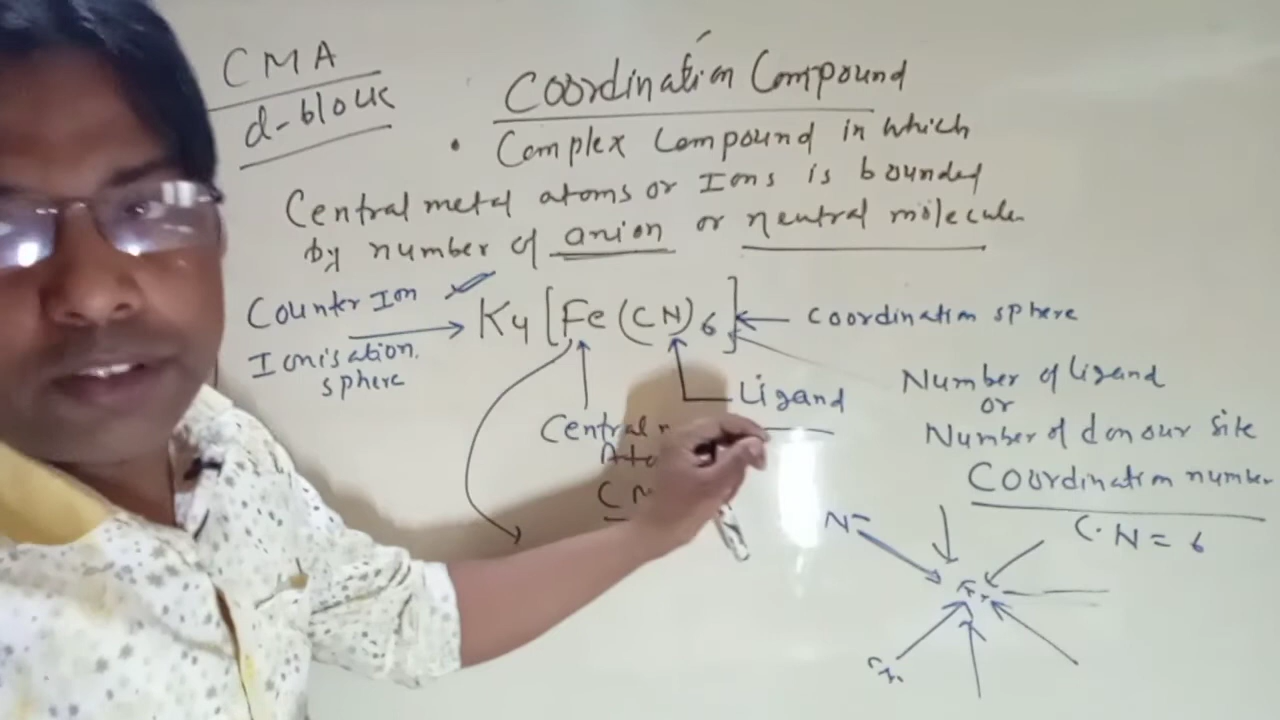 CMA
d-block
Coordination Compound
• Complex Compound in which
Central metal atoms or Ions is bounded
by number of anion or neutral molecule
Counter Ion
Ionisation
sphere
K4[Fe(CN)6]
Coordination sphere
Ligand
Central
Number of ligand
or
Number of donour site
Coordination number
C.N = 6